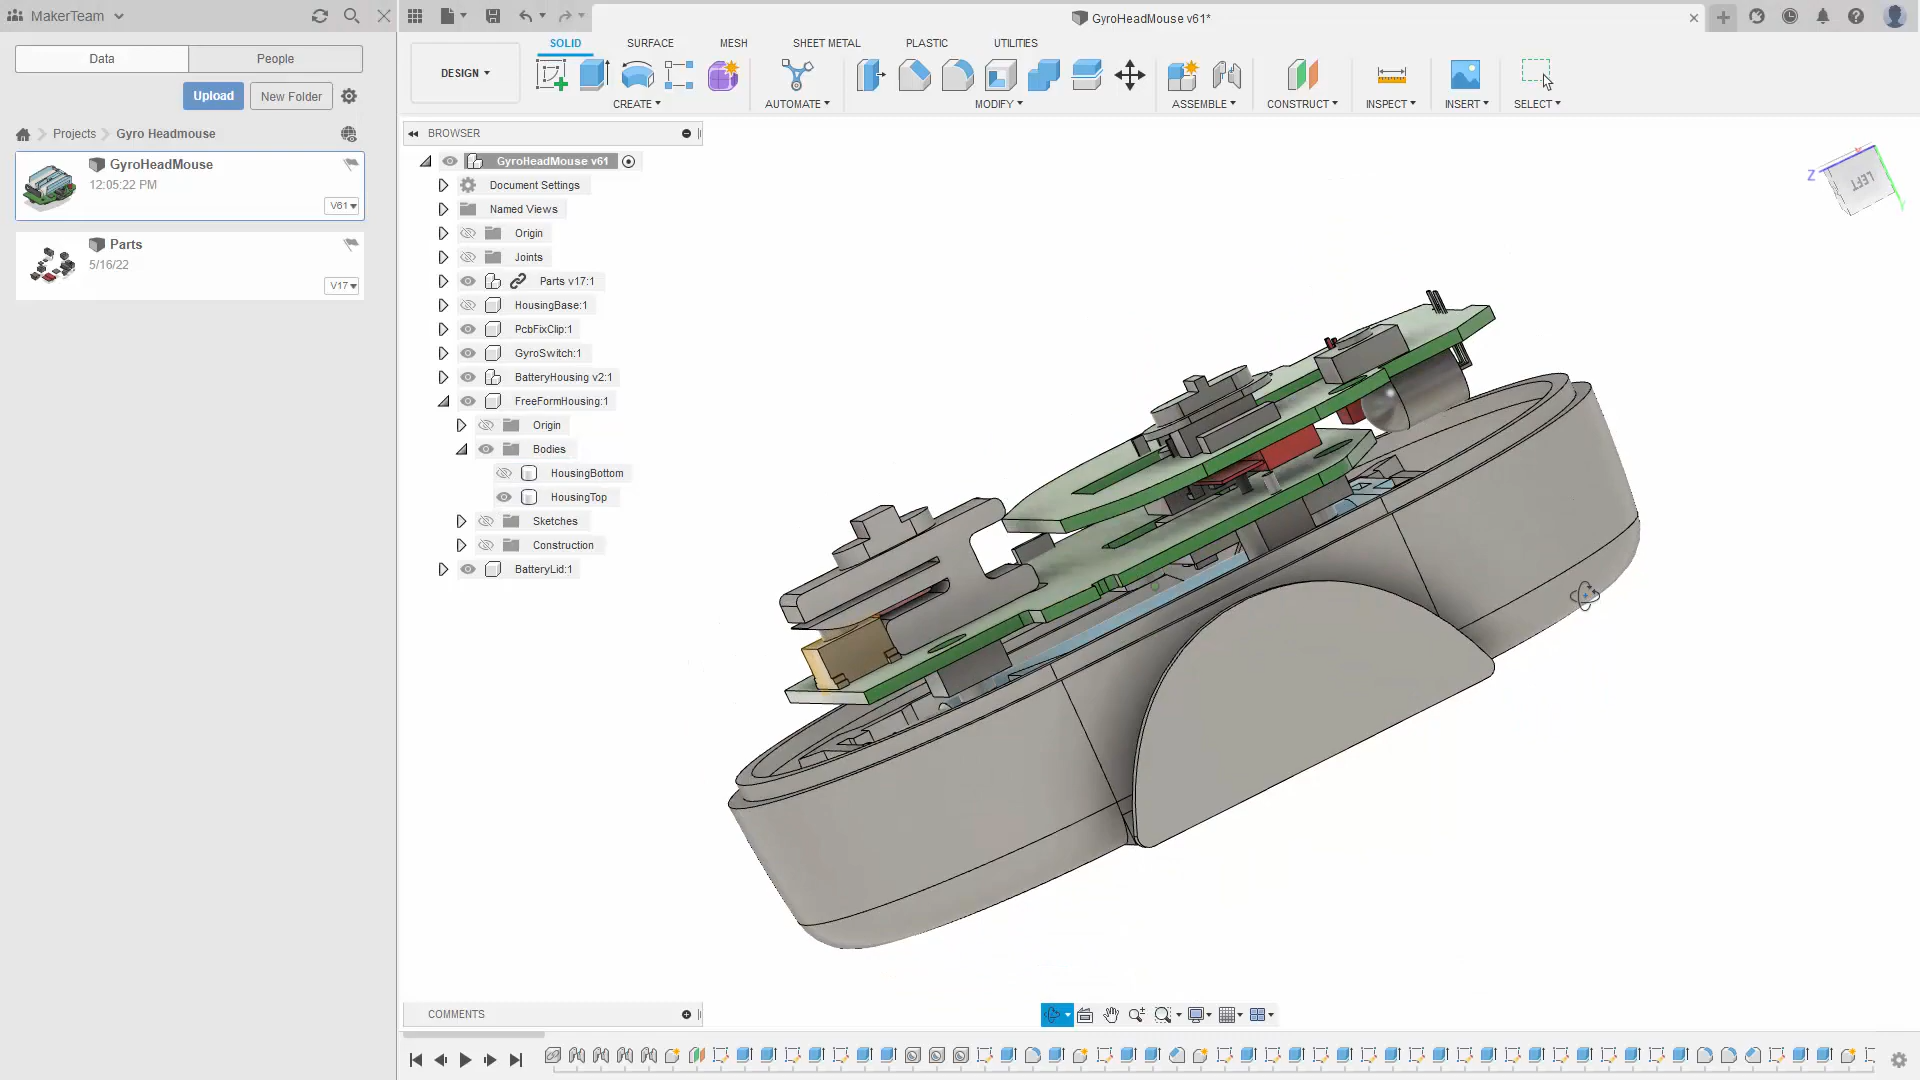 MakerTeam
GyroHeadMouse v61*
Data
People
Upload
New Folder
Projects
Gyro Headmouse
GyroHeadMouse
12:05:22 PM
V61
Parts
5/16/22
V17
DESIGN
SOLID
SURFACE
MESH
SHEET METAL
PLASTIC
UTILITIES
CREATE
AUTOMATE
MODIFY
ASSEMBLE
CONSTRUCT
INSPECT
INSERT
SELECT
BROWSER
GyroHeadMouse v61
Document Settings
Named Views
Origin
Joints
Parts v17:1
HousingBase:1
PcbFixClip:1
GyroSwitch:1
BatteryHousing v2:1
FreeFormHousing:1
Origin
Bodies
HousingBottom
HousingTop
Sketches
Construction
BatteryLid:1
Z
LEFT
COMMENTS